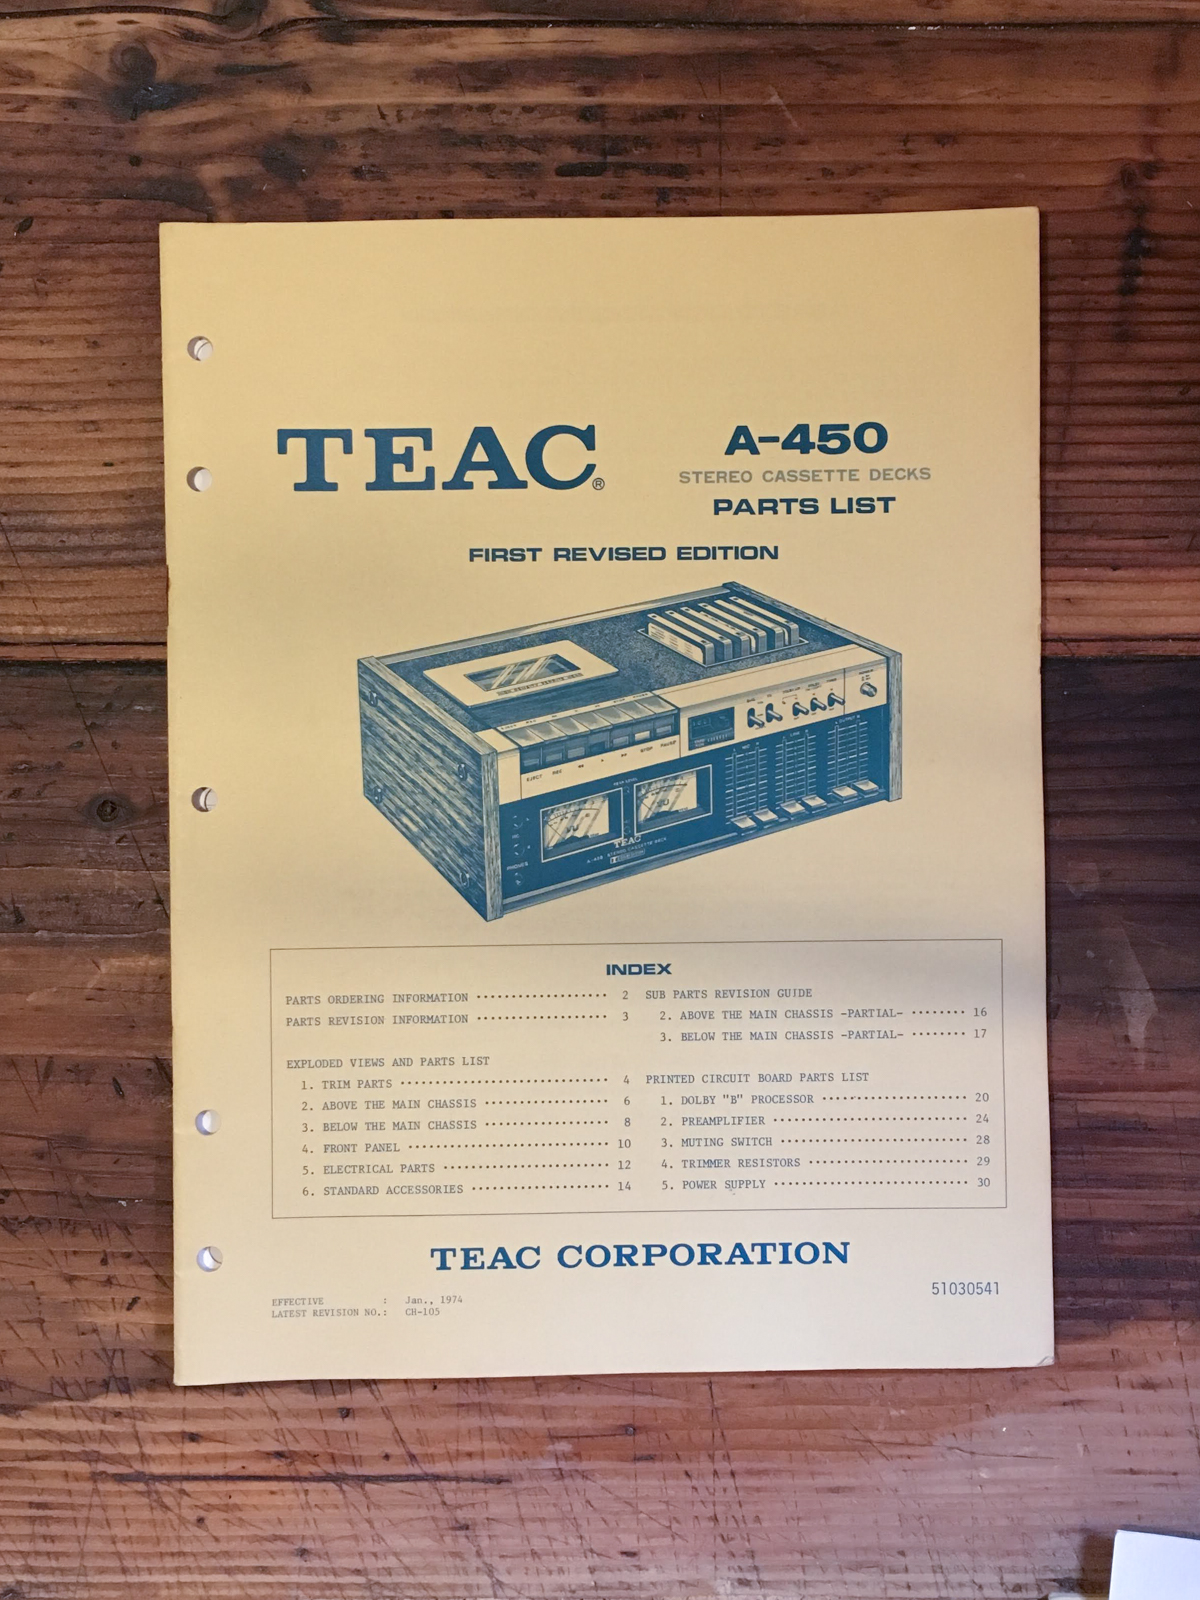 TEAC®
A-450
STEREO CASSETTE DECKS
PARTS LIST
FIRST REVISED EDITION
EJECT REC STOP PAUSE
PHONES
TEAC
A-450 STEREO CASSETTE DECK
INDEX
PARTS ORDERING INFORMATION ··················· 2
PARTS REVISION INFORMATION ··················· 3
EXPLODED VIEWS AND PARTS LIST
1. TRIM PARTS ······························ 4
2. ABOVE THE MAIN CHASSIS ··················· 6
3. BELOW THE MAIN CHASSIS ··················· 8
4. FRONT PANEL ····························· 10
5. ELECTRICAL PARTS ························ 12
6. STANDARD ACCESSORIES ···················· 14
SUB PARTS REVISION GUIDE
2. ABOVE THE MAIN CHASSIS -PARTIAL- ········ 16
3. BELOW THE MAIN CHASSIS -PARTIAL- ········ 17
PRINTED CIRCUIT BOARD PARTS LIST
1. DOLBY "B" PROCESSOR ····················· 20
2. PREAMPLIFIER ···························· 24
3. MUTING SWITCH ··························· 28
4. TRIMMER RESISTORS ······················· 29
5. POWER SUPPLY ···························· 30
TEAC CORPORATION
51030541
EFFECTIVE : Jan., 1974
LATEST REVISION NO.: CH-105